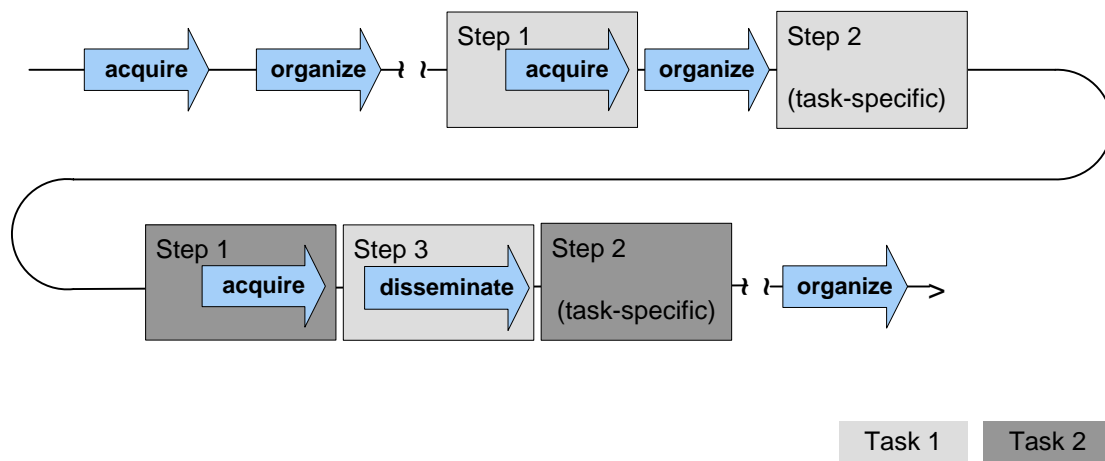 acquire
organize
Step 1
acquire
organize
Step 2
(task-specific)
Step 1
acquire
Step 3
disseminate
Step 2
(task-specific)
organize
Task 1
Task 2